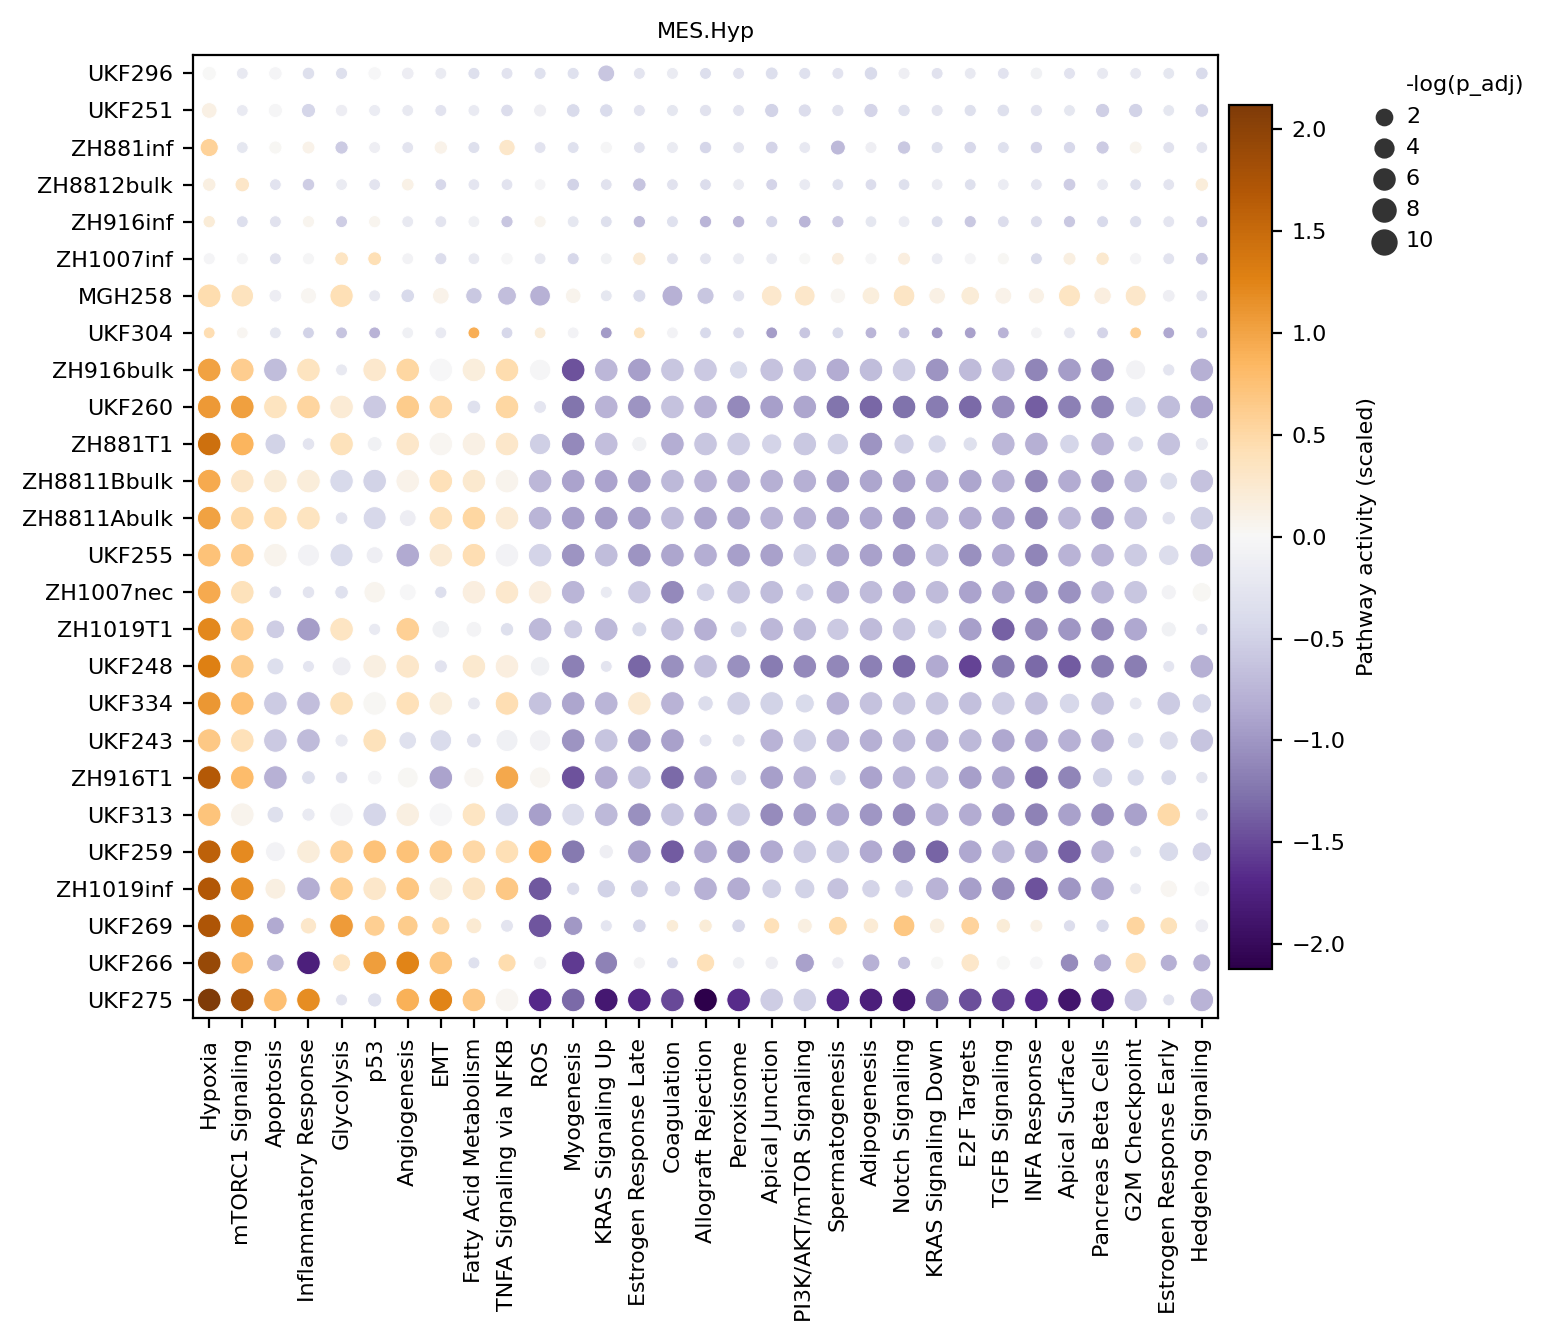 MES.Hyp
UKF296
UKF251
ZH881inf
ZH8812bulk
ZH916inf
ZH1007inf
MGH258
UKF304
ZH916bulk
UKF260
ZH881T1
ZH8811Bbulk
ZH8811Abulk
UKF255
ZH1007nec
ZH1019T1
UKF248
UKF334
UKF243
ZH916T1
UKF313
UKF259
ZH1019inf
UKF269
UKF266
UKF275
Hypoxia
mTORC1 Signaling
Apoptosis
Inflammatory Response
Glycolysis
p53
Angiogenesis
EMT
Fatty Acid Metabolism
TNFA Signaling via NFKB
ROS
Myogenesis
KRAS Signaling Up
Estrogen Response Late
Coagulation
Allograft Rejection
Peroxisome
Apical Junction
PI3K/AKT/mTOR Signaling
Spermatogenesis
Adipogenesis
Notch Signaling
KRAS Signaling Down
E2F Targets
TGFB Signaling
INFA Response
Apical Surface
Pancreas Beta Cells
G2M Checkpoint
Estrogen Response Early
Hedgehog Signaling
2.0
1.5
1.0
0.5
0.0
−0.5
−1.0
−1.5
−2.0
Pathway activity (scaled)
-log(p_adj)
2
4
6
8
10